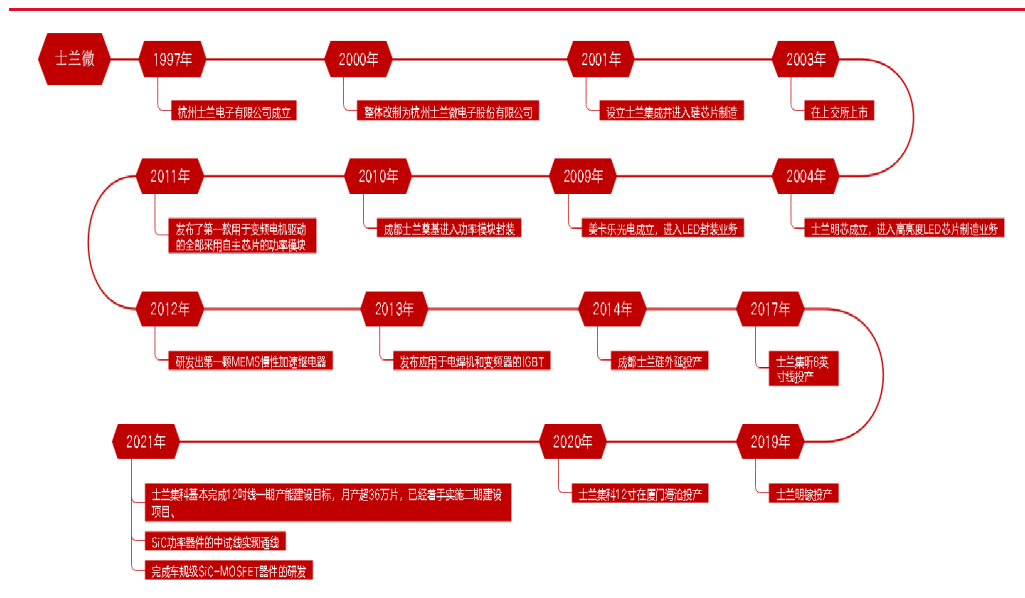 士兰微
1997年
2000年
2001年
2003年
杭州士兰电子有限公司成立
整体改制为杭州士兰微电子股份有限公司
设立士兰集成并进入硅芯片制造
在上交所上市
2011年
2010年
2009年
2004年
发布了第一款用于变频电机驱动
的全部采用自主芯片的功率模块
成都士兰奠基进入功率模块封装
美卡乐光电成立，进入LED封装业务
士兰明芯成立，进入高亮度LED芯片制造业务
2012年
2013年
2014年
2017年
研发出第一颗MEMS惯性加速继电器
发布应用于电焊机和变频器的IGBT
成都士兰硅外延投产
士兰集昕8英
寸线投产
2021年
2020年
2019年
士兰集科基本完成12吋线一期产能建设目标，月产超36万片，已经着手实施二期建设
项目、
SiC功率器件的中试线实现通线
完成车规级SiC-MOSFET器件的研发
士兰集科12寸在厦门海沧投产
士兰明镓投产